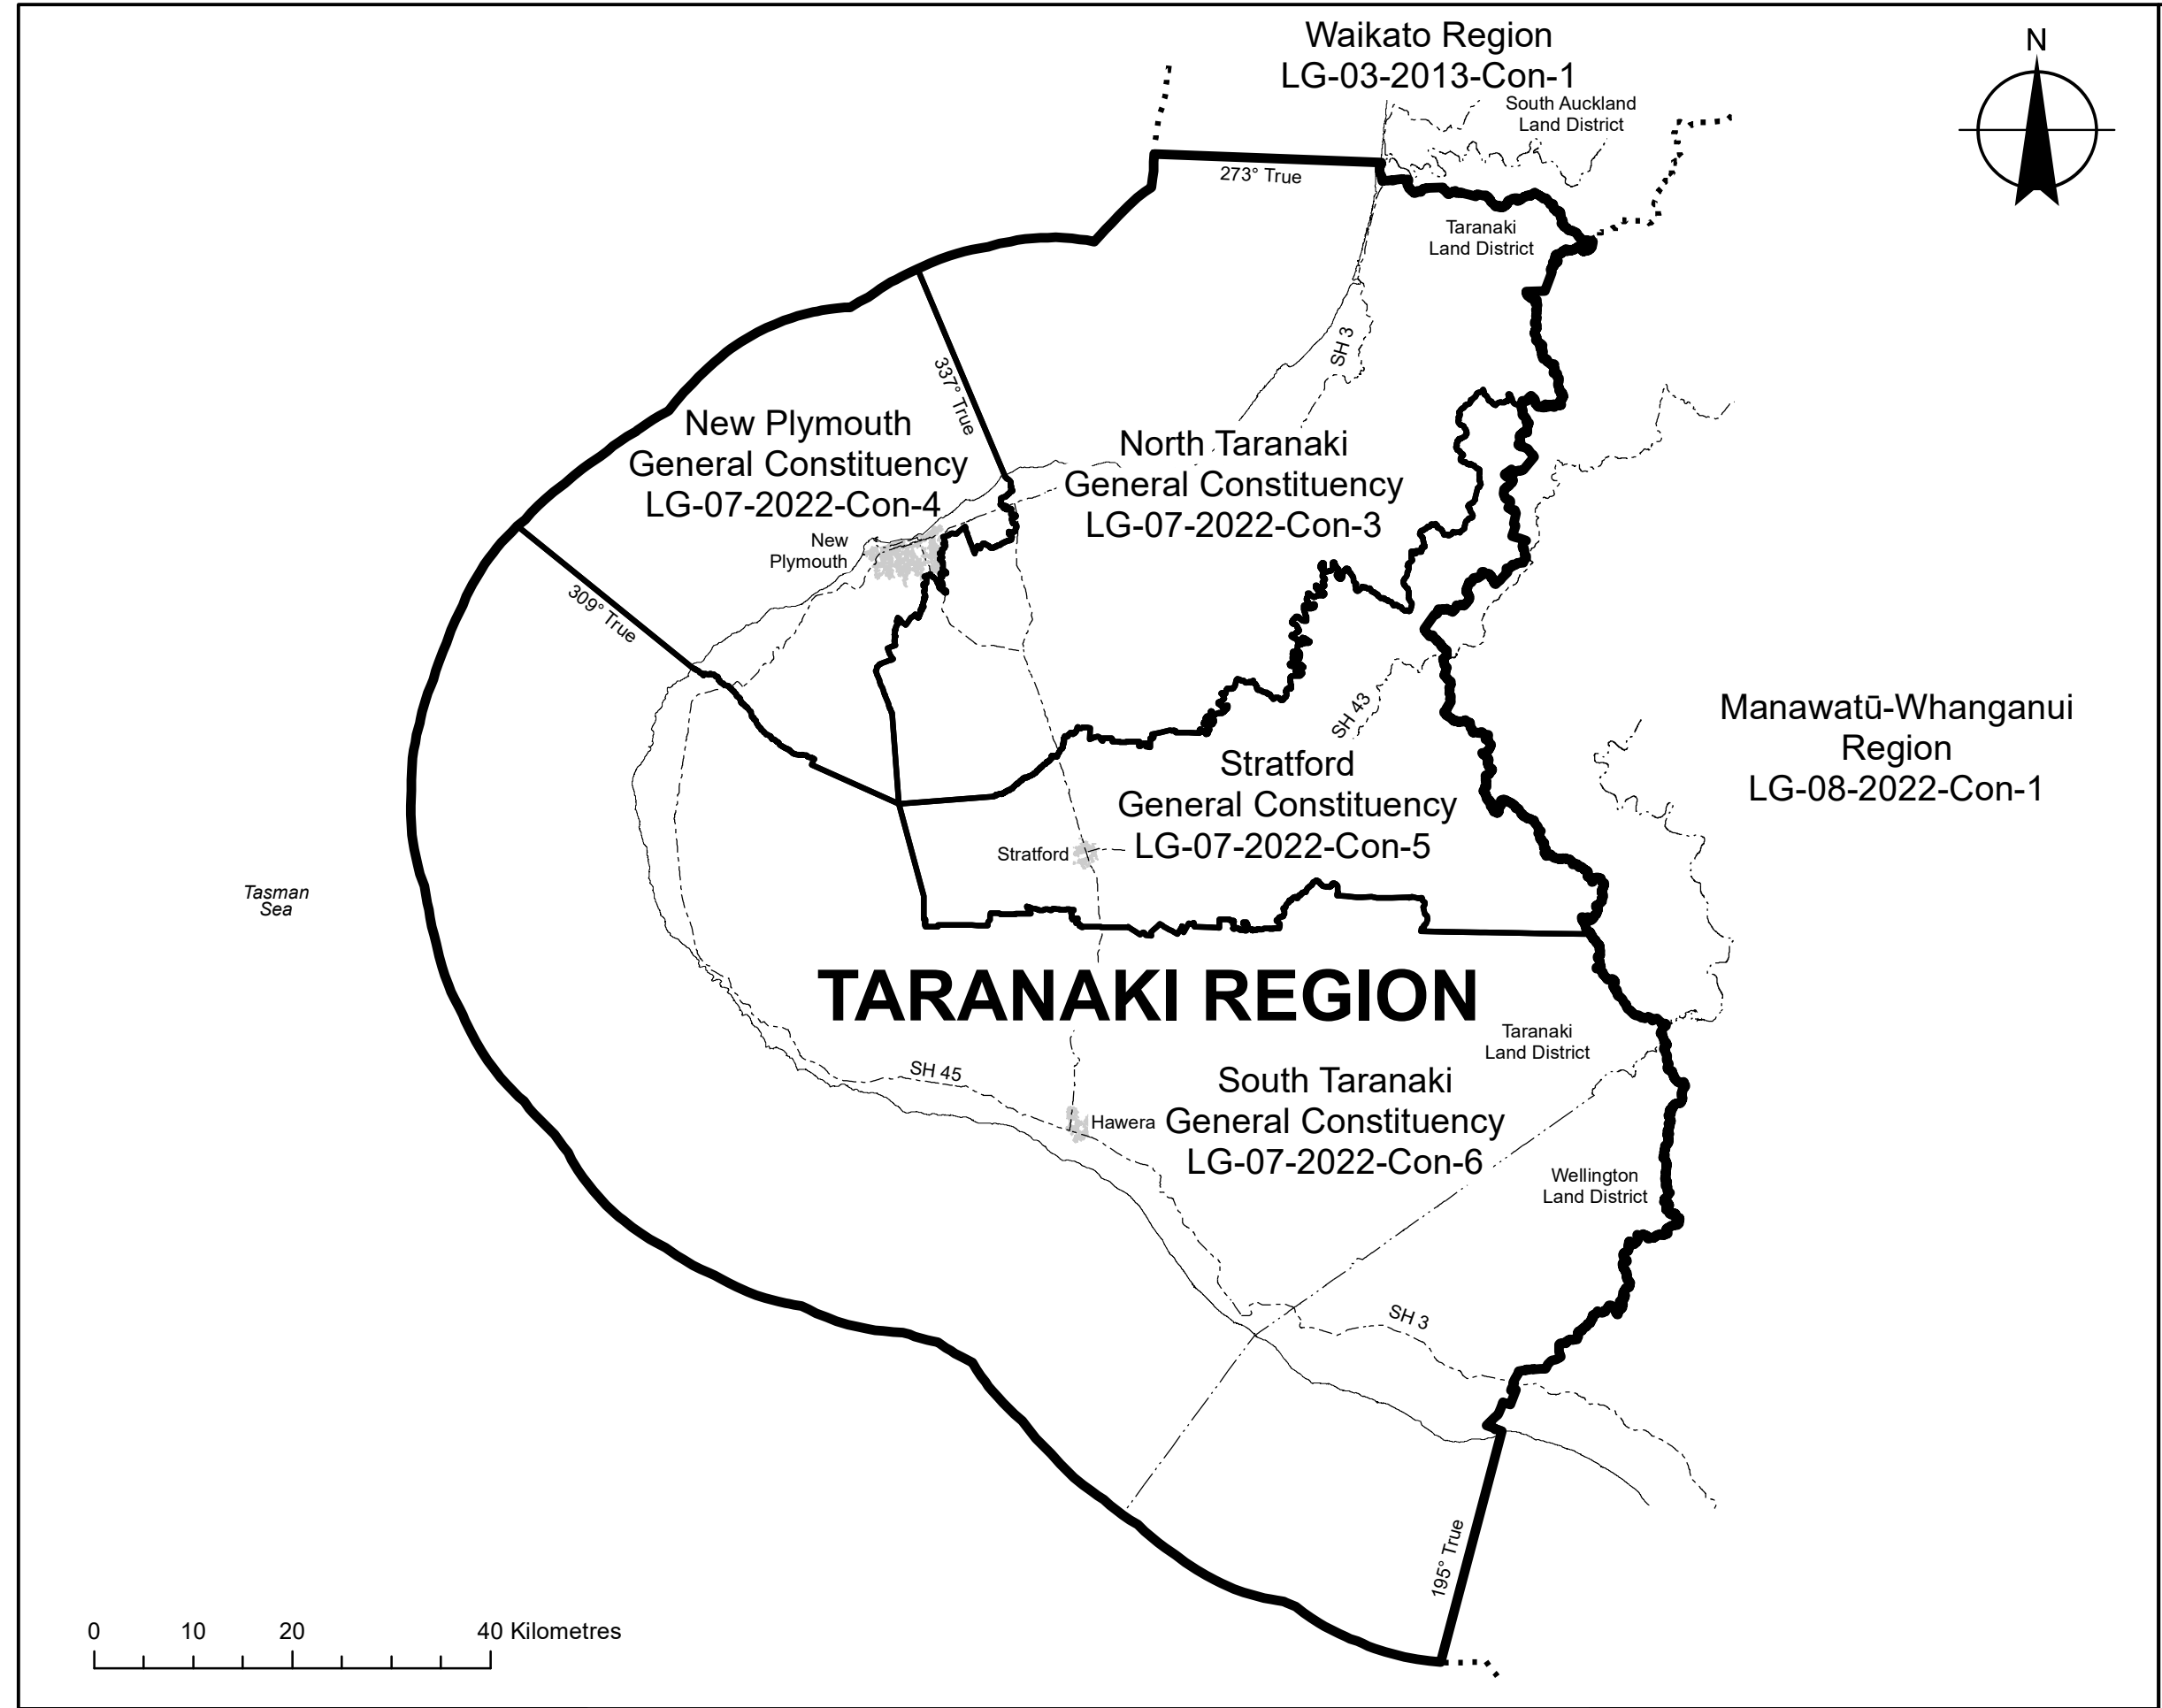 Waikato Region
LG-03-2013-Con-1
South Auckland
Land District
N
273° True
Taranaki
Land District
SH 3
337° True
New Plymouth
General Constituency
LG-07-2022-Con-4
North Taranaki
General Constituency
LG-07-2022-Con-3
New
Plymouth
309° True
SH 43
Manawatū-Whanganui
Region
LG-08-2022-Con-1
Stratford
General Constituency
LG-07-2022-Con-5
Stratford
Tasman
Sea
TARANAKI REGION
Taranaki
Land District
SH 45
South Taranaki
General Constituency
LG-07-2022-Con-6
Hawera
Wellington
Land District
SH 3
195° True
0 10 20 40 Kilometres